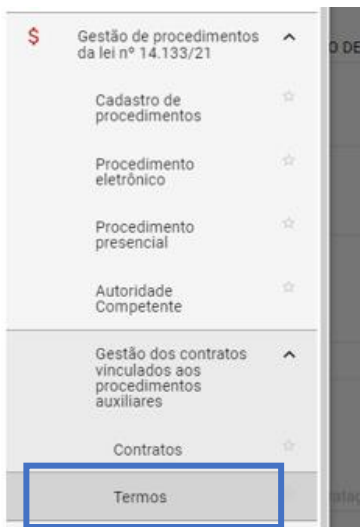 $ Gestão de procedimentos
da lei nº 14.133/21
O DE
Cadastro de
procedimentos
Procedimento
eletrônico
Procedimento
presencial
Autoridade
Competente
Gestão dos contratos
vinculados aos
procedimentos
auxiliares
Contratos
Termos